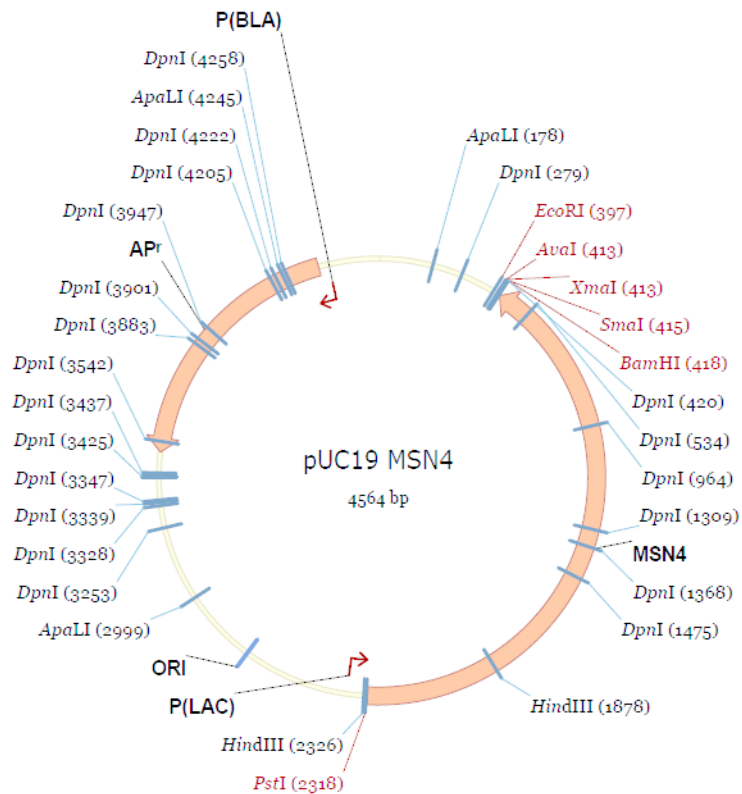 P(BLA)
DpnI (4258)
ApaLI (4245)
DpnI (4222)
DpnI (4205)
DpnI (3947)
APr
DpnI (3901)
DpnI (3883)
DpnI (3542)
DpnI (3437)
DpnI (3425)
DpnI (3347)
DpnI (3339)
DpnI (3328)
DpnI (3253)
ApaLI (2999)
ORI
P(LAC)
HindIII (2326)
PstI (2318)
ApaLI (178)
DpnI (279)
EcoRI (397)
AvaI (413)
XmaI (413)
SmaI (415)
BamHI (418)
DpnI (420)
DpnI (534)
DpnI (964)
DpnI (1309)
MSN4
DpnI (1368)
DpnI (1475)
HindIII (1878)
pUC19 MSN4
4564 bp